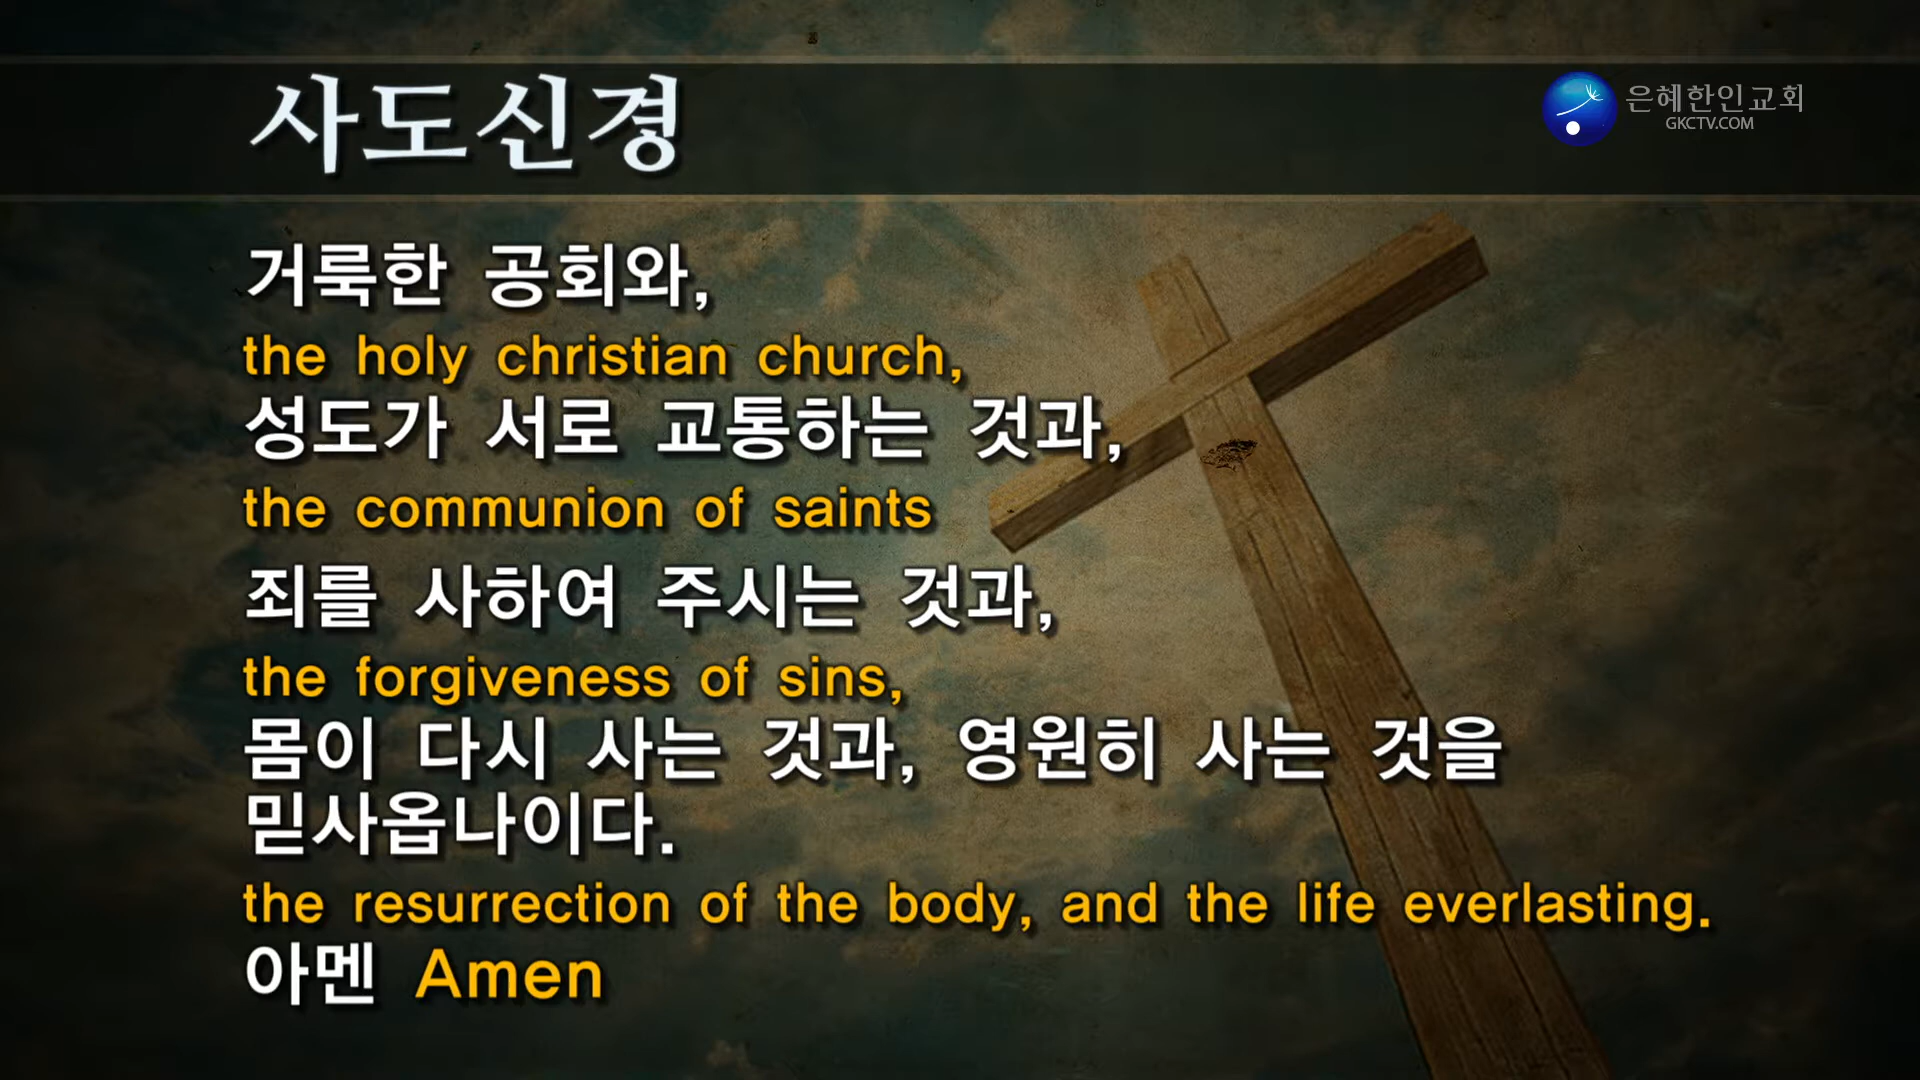 사도신경
은혜한인교회
GKCTV.COM
거룩한 공회와,
the holy christian church,
성도가 서로 교통하는 것과,
the communion of saints
죄를 사하여 주시는 것과,
the forgiveness of sins,
몸이 다시 사는 것과, 영원히 사는 것을
믿사옵나이다.
the resurrection of the body, and the life everlasting.
아멘 Amen